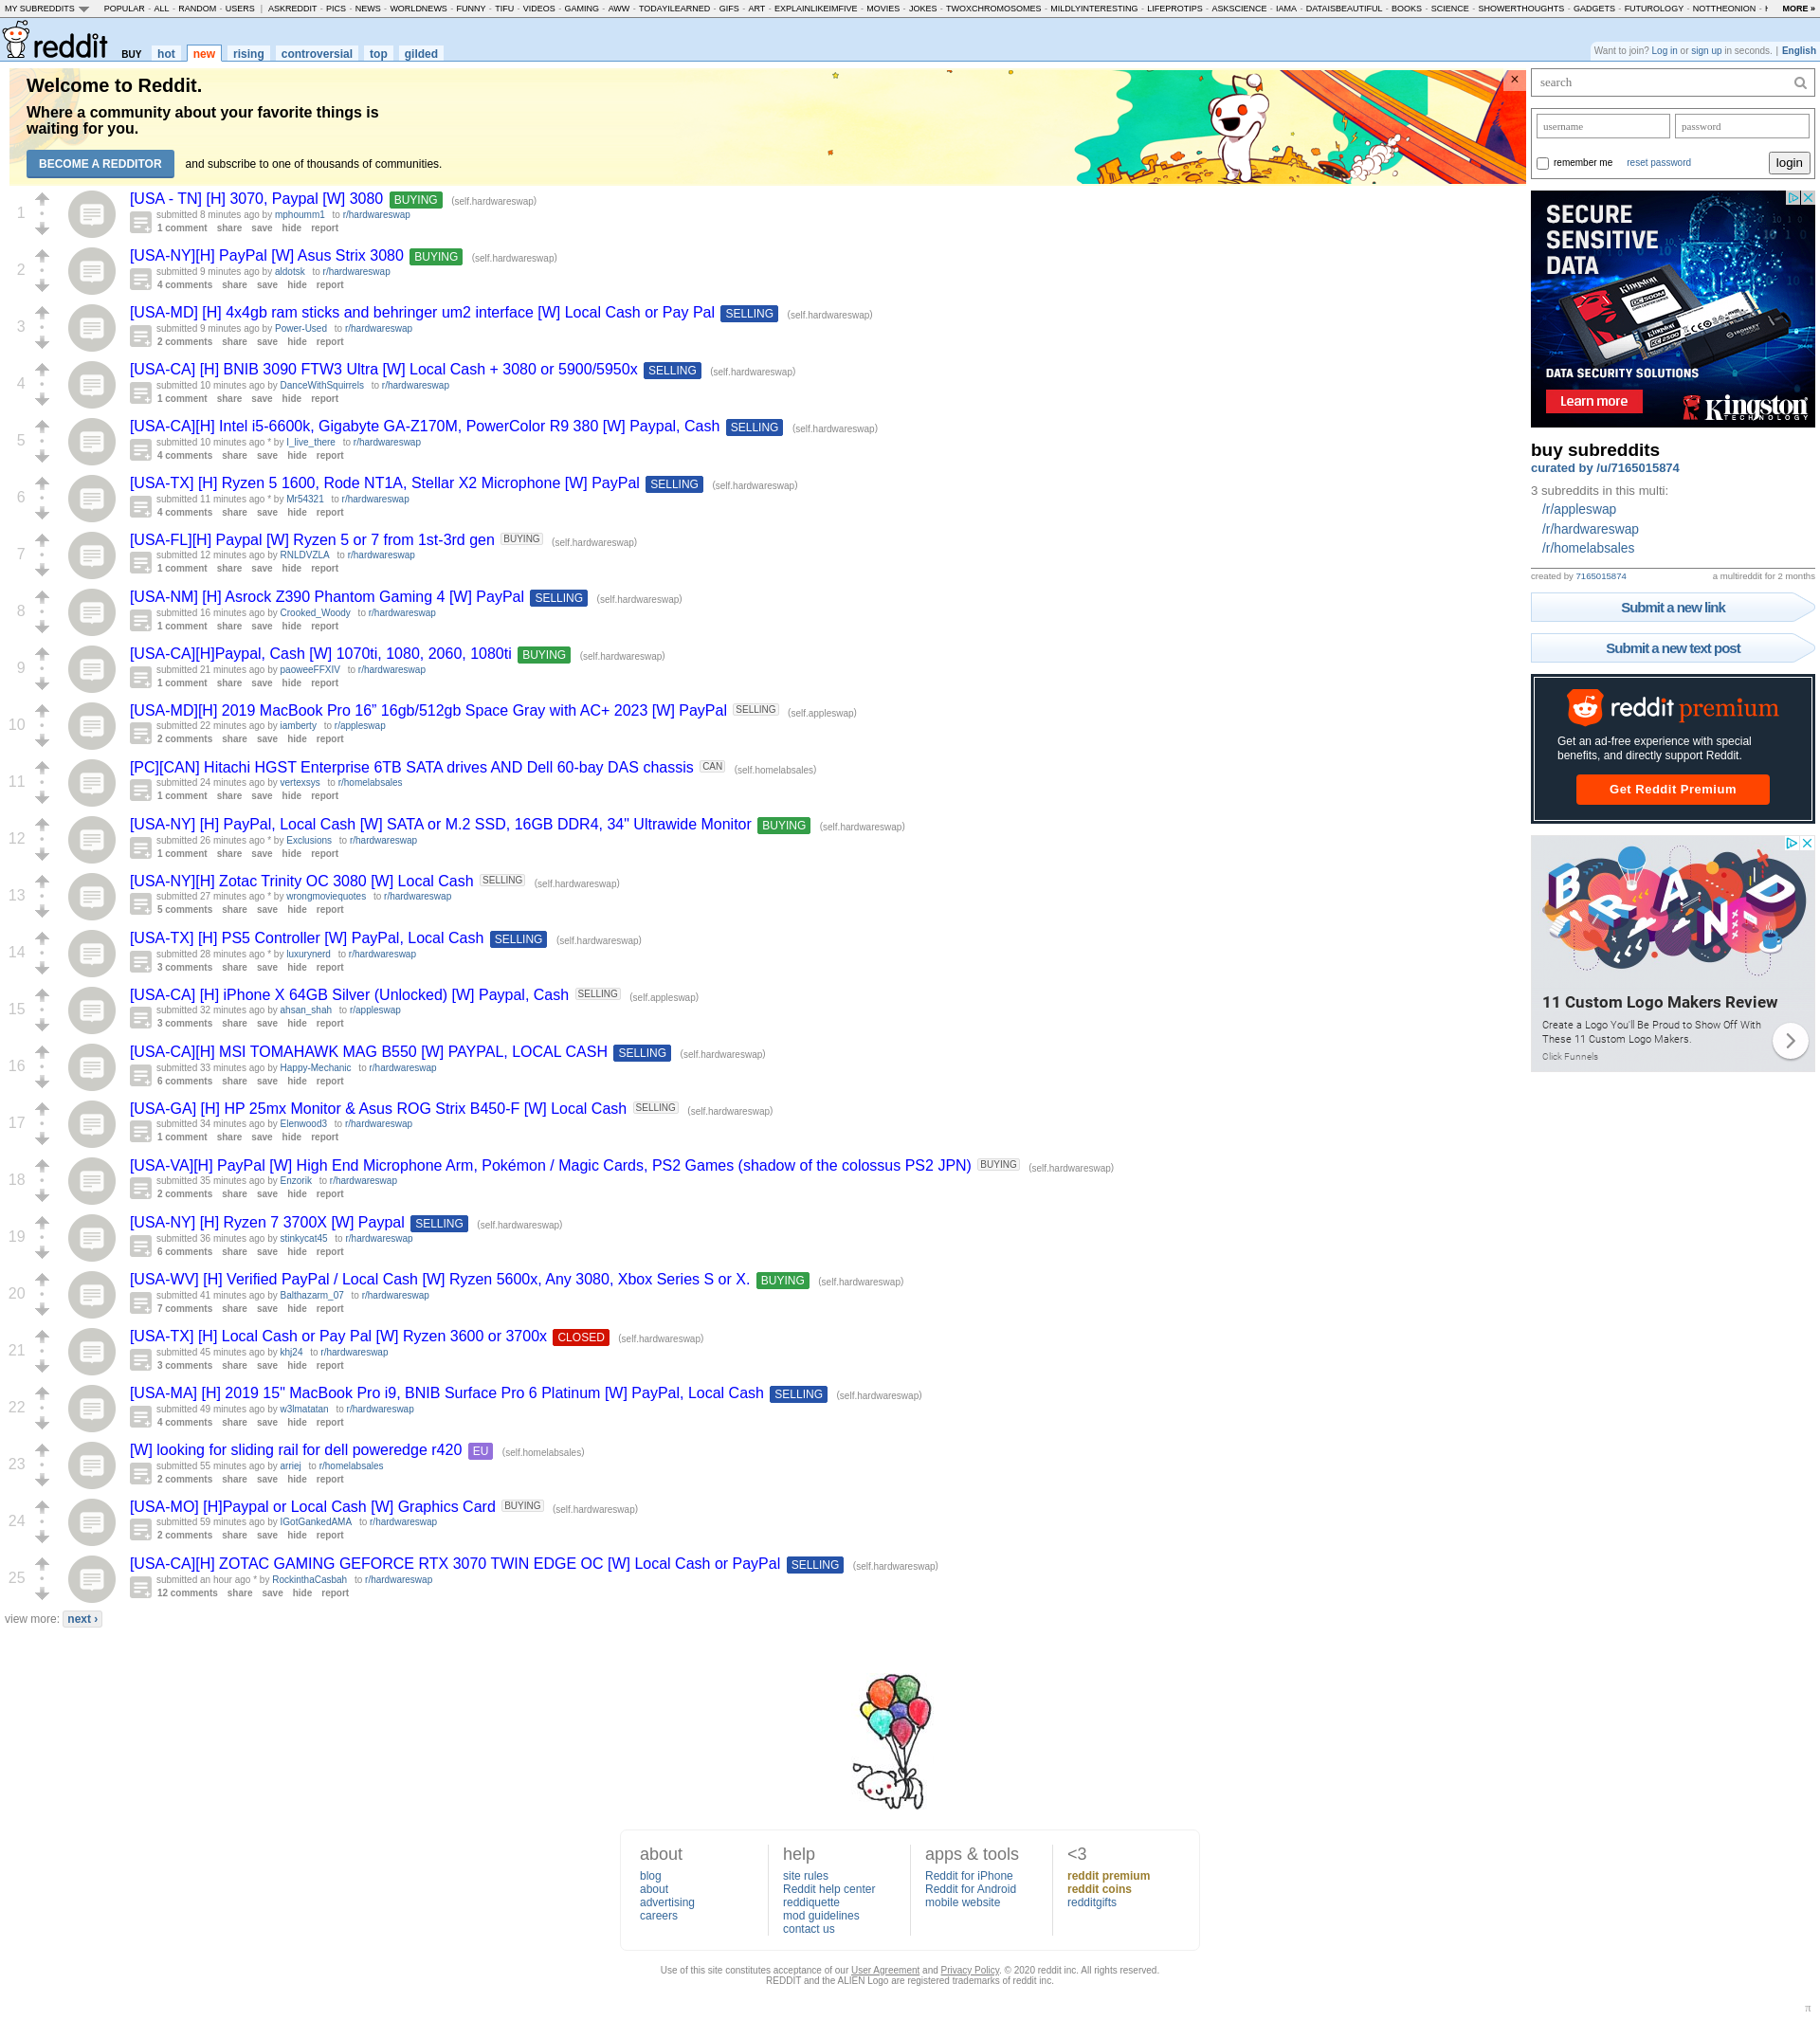 MY SUBREDDITS POPULAR - ALL - RANDOM - USERS | ASKREDDIT - PICS - NEWS - WORLDNEWS - FUNNY - TIFU - VIDEOS - GAMING - AWW - TODAYILEARNED - GIFS - ART - EXPLAINLIKEIMFIVE - MOVIES - JOKES - TWOXCHROMOSOMES - MILDLYINTERESTING - LIFEPROTIPS - ASKSCIENCE - IAMA - DATAISBEAUTIFUL - BOOKS - SCIENCE - SHOWERTHOUGHTS - GADGETS - FUTUROLOGY - NOTTHEONION - MORE »
reddit BUY hot new rising controversial top gilded
Want to join? Log in or sign up in seconds. | English
Welcome to Reddit.
Where a community about your favorite things is
waiting for you.
BECOME A REDDITOR and subscribe to one of thousands of communities.
×
1
[USA - TN] [H] 3070, Paypal [W] 3080 BUYING (self.hardwareswap)
submitted 8 minutes ago by mphoumm1 to r/hardwareswap
1 comment share save hide report
2
[USA-NY][H] PayPal [W] Asus Strix 3080 BUYING (self.hardwareswap)
submitted 9 minutes ago by aldotsk to r/hardwareswap
4 comments share save hide report
3
[USA-MD] [H] 4x4gb ram sticks and behringer um2 interface [W] Local Cash or Pay Pal SELLING (self.hardwareswap)
submitted 9 minutes ago by Power-Used to r/hardwareswap
2 comments share save hide report
4
[USA-CA] [H] BNIB 3090 FTW3 Ultra [W] Local Cash + 3080 or 5900/5950x SELLING (self.hardwareswap)
submitted 10 minutes ago by DanceWithSquirrels to r/hardwareswap
1 comment share save hide report
5
[USA-CA][H] Intel i5-6600k, Gigabyte GA-Z170M, PowerColor R9 380 [W] Paypal, Cash SELLING (self.hardwareswap)
submitted 10 minutes ago * by I_live_there to r/hardwareswap
4 comments share save hide report
6
[USA-TX] [H] Ryzen 5 1600, Rode NT1A, Stellar X2 Microphone [W] PayPal SELLING (self.hardwareswap)
submitted 11 minutes ago * by Mr54321 to r/hardwareswap
4 comments share save hide report
7
[USA-FL][H] Paypal [W] Ryzen 5 or 7 from 1st-3rd gen BUYING (self.hardwareswap)
submitted 12 minutes ago by RNLDVZLA to r/hardwareswap
1 comment share save hide report
8
[USA-NM] [H] Asrock Z390 Phantom Gaming 4 [W] PayPal SELLING (self.hardwareswap)
submitted 16 minutes ago by Crooked_Woody to r/hardwareswap
1 comment share save hide report
9
[USA-CA][H]Paypal, Cash [W] 1070ti, 1080, 2060, 1080ti BUYING (self.hardwareswap)
submitted 21 minutes ago by paoweeFFXIV to r/hardwareswap
1 comment share save hide report
10
[USA-MD][H] 2019 MacBook Pro 16” 16gb/512gb Space Gray with AC+ 2023 [W] PayPal SELLING (self.appleswap)
submitted 22 minutes ago by iamberty to r/appleswap
2 comments share save hide report
11
[PC][CAN] Hitachi HGST Enterprise 6TB SATA drives AND Dell 60-bay DAS chassis CAN (self.homelabsales)
submitted 24 minutes ago by vertexsys to r/homelabsales
1 comment share save hide report
12
[USA-NY] [H] PayPal, Local Cash [W] SATA or M.2 SSD, 16GB DDR4, 34" Ultrawide Monitor BUYING (self.hardwareswap)
submitted 26 minutes ago * by Exclusions to r/hardwareswap
1 comment share save hide report
13
[USA-NY][H] Zotac Trinity OC 3080 [W] Local Cash SELLING (self.hardwareswap)
submitted 27 minutes ago * by wrongmoviequotes to r/hardwareswap
5 comments share save hide report
14
[USA-TX] [H] PS5 Controller [W] PayPal, Local Cash SELLING (self.hardwareswap)
submitted 28 minutes ago * by luxurynerd to r/hardwareswap
3 comments share save hide report
15
[USA-CA] [H] iPhone X 64GB Silver (Unlocked) [W] Paypal, Cash SELLING (self.appleswap)
submitted 32 minutes ago by ahsan_shah to r/appleswap
3 comments share save hide report
16
[USA-CA][H] MSI TOMAHAWK MAG B550 [W] PAYPAL, LOCAL CASH SELLING (self.hardwareswap)
submitted 33 minutes ago by Happy-Mechanic to r/hardwareswap
6 comments share save hide report
17
[USA-GA] [H] HP 25mx Monitor & Asus ROG Strix B450-F [W] Local Cash SELLING (self.hardwareswap)
submitted 34 minutes ago by Elenwood3 to r/hardwareswap
1 comment share save hide report
18
[USA-VA][H] PayPal [W] High End Microphone Arm, Pokémon / Magic Cards, PS2 Games (shadow of the colossus PS2 JPN) BUYING (self.hardwareswap)
submitted 35 minutes ago by Enzorik to r/hardwareswap
2 comments share save hide report
19
[USA-NY] [H] Ryzen 7 3700X [W] Paypal SELLING (self.hardwareswap)
submitted 36 minutes ago by stinkycat45 to r/hardwareswap
6 comments share save hide report
20
[USA-WV] [H] Verified PayPal / Local Cash [W] Ryzen 5600x, Any 3080, Xbox Series S or X. BUYING (self.hardwareswap)
submitted 41 minutes ago by Balthazarm_07 to r/hardwareswap
7 comments share save hide report
21
[USA-TX] [H] Local Cash or Pay Pal [W] Ryzen 3600 or 3700x CLOSED (self.hardwareswap)
submitted 45 minutes ago by khj24 to r/hardwareswap
3 comments share save hide report
22
[USA-MA] [H] 2019 15" MacBook Pro i9, BNIB Surface Pro 6 Platinum [W] PayPal, Local Cash SELLING (self.hardwareswap)
submitted 49 minutes ago by w3lmatatan to r/hardwareswap
4 comments share save hide report
23
[W] looking for sliding rail for dell poweredge r420 EU (self.homelabsales)
submitted 55 minutes ago by arriej to r/homelabsales
2 comments share save hide report
24
[USA-MO] [H]Paypal or Local Cash [W] Graphics Card BUYING (self.hardwareswap)
submitted 59 minutes ago by IGotGankedAMA to r/hardwareswap
2 comments share save hide report
25
[USA-CA][H] ZOTAC GAMING GEFORCE RTX 3070 TWIN EDGE OC [W] Local Cash or PayPal SELLING (self.hardwareswap)
submitted an hour ago * by RockinthaCasbah to r/hardwareswap
12 comments share save hide report
view more: next ›
search
username password
remember me reset password login
SECURE
SENSITIVE
DATA
DATA SECURITY SOLUTIONS
Learn more
Kingston
TECHNOLOGY
buy subreddits
curated by /u/7165015874
3 subreddits in this multi:
/r/appleswap
/r/hardwareswap
/r/homelabsales
created by 7165015874 a multireddit for 2 months
Submit a new link
Submit a new text post
reddit premium
Get an ad-free experience with special
benefits, and directly support Reddit.
Get Reddit Premium
BRAND
11 Custom Logo Makers Review
Create a Logo You'll Be Proud to Show Off With
These 11 Custom Logo Makers.
Click Funnels
about
blog
about
advertising
careers
help
site rules
Reddit help center
reddiquette
mod guidelines
contact us
apps & tools
Reddit for iPhone
Reddit for Android
mobile website
<3
reddit premium
reddit coins
redditgifts
Use of this site constitutes acceptance of our User Agreement and Privacy Policy. © 2020 reddit inc. All rights reserved.
REDDIT and the ALIEN Logo are registered trademarks of reddit inc.
π